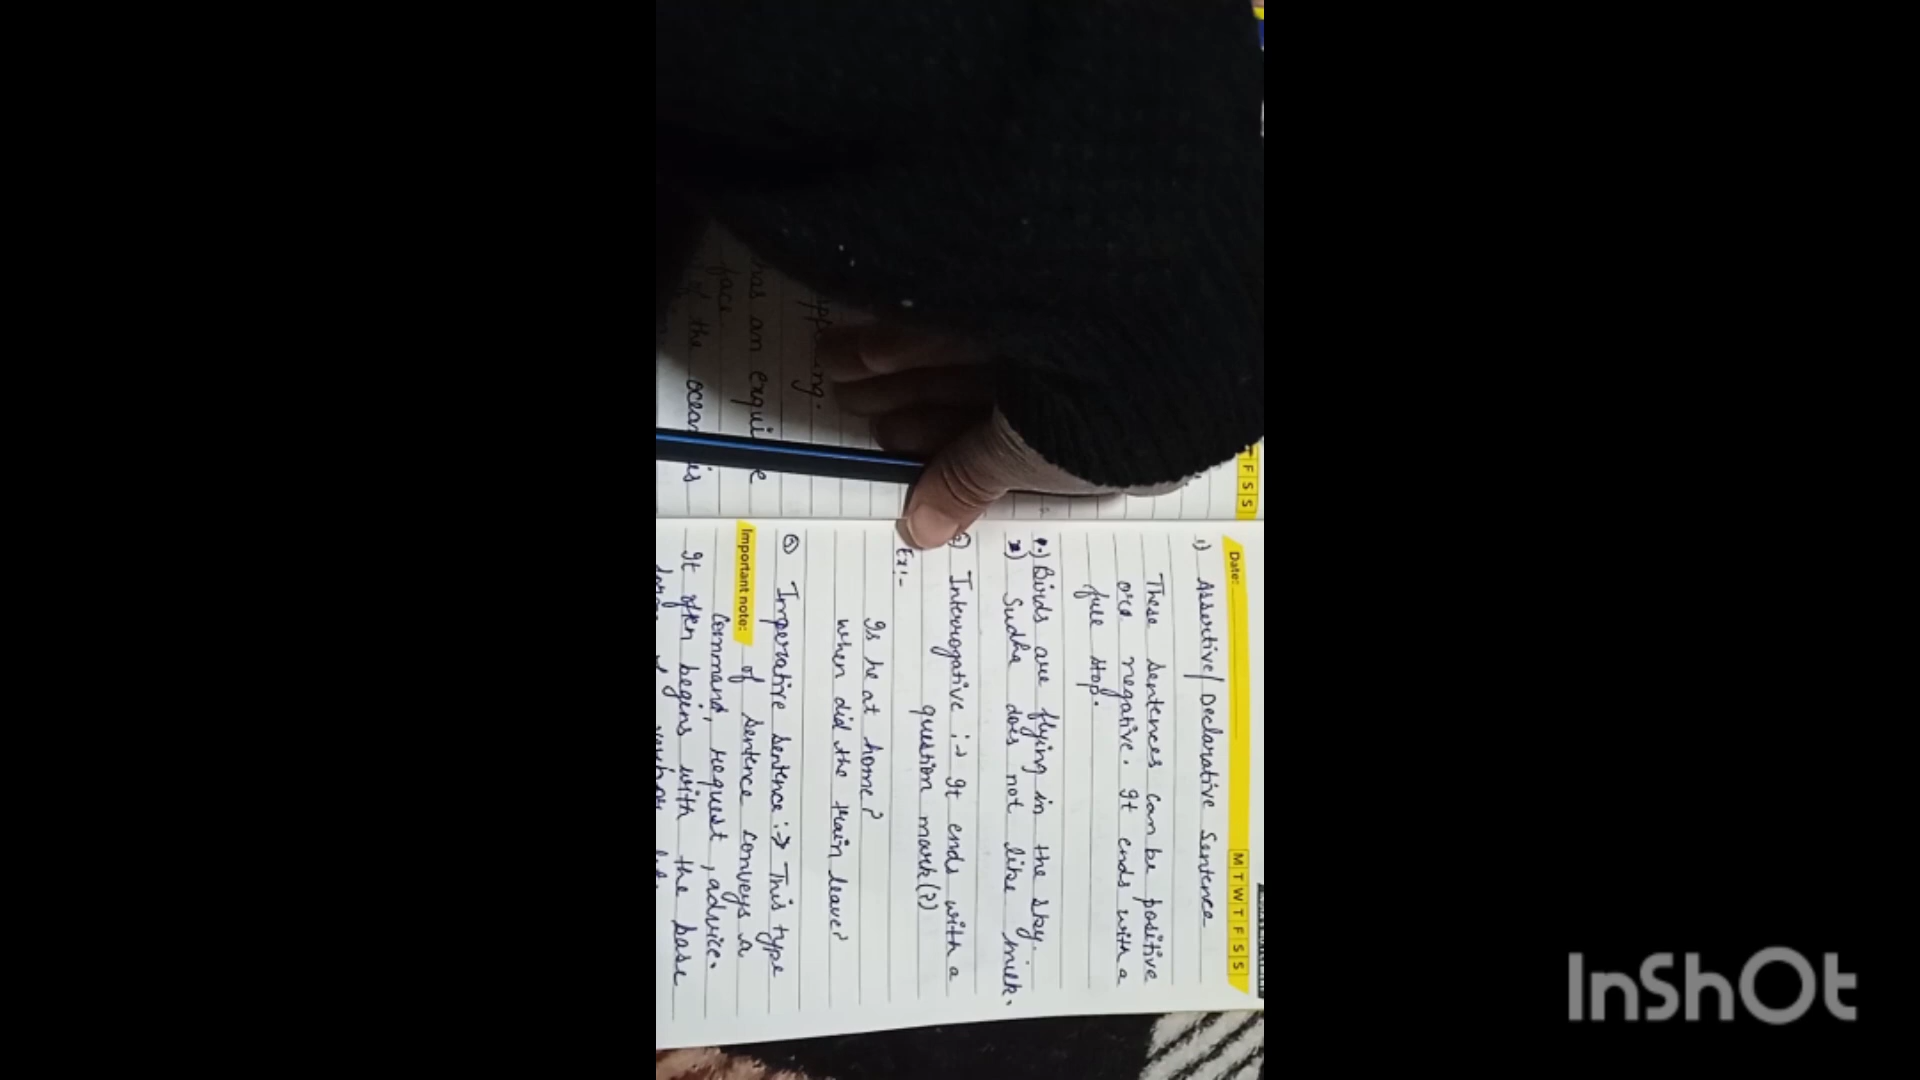 Date:
M T W T F S S
1) Assertive/Declarative Sentence
These sentences can be positive
ore negative. It ends with a
full stop.
1.) Birds are flying in the sky.
2) Sudha does not like milk.
Interrogative :→ It ends with a
question mark(?)
Ex:-
Is he at home?
When did the train leave?
③ Imperative sentence :→ This type
Important note: of sentence conveys a
command, request, advice.
It often begins with the base
F S S
has an
face
the ocean is
InShOt